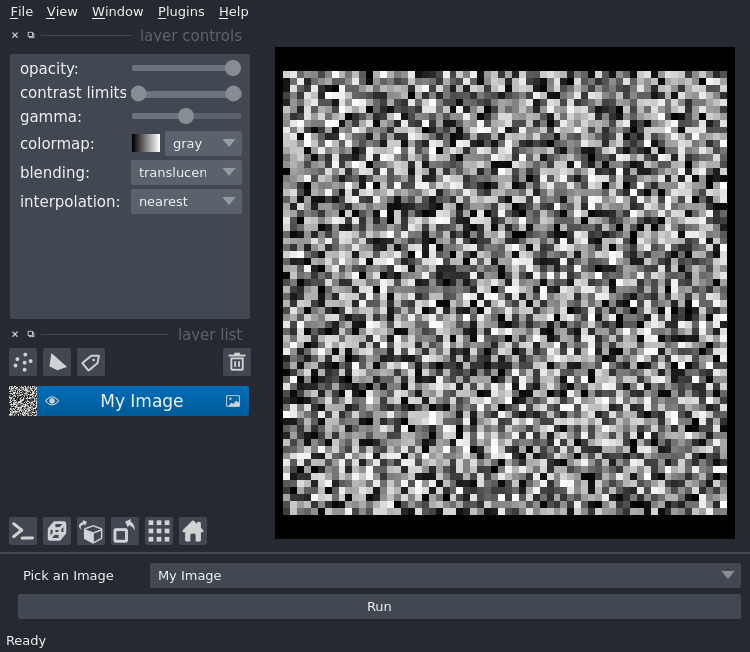 File View Window Plugins Help
layer controls
opacity:
contrast limits
gamma:
colormap: gray
blending: translucen
interpolation: nearest
layer list
My Image
Pick an Image My Image
Run
Ready